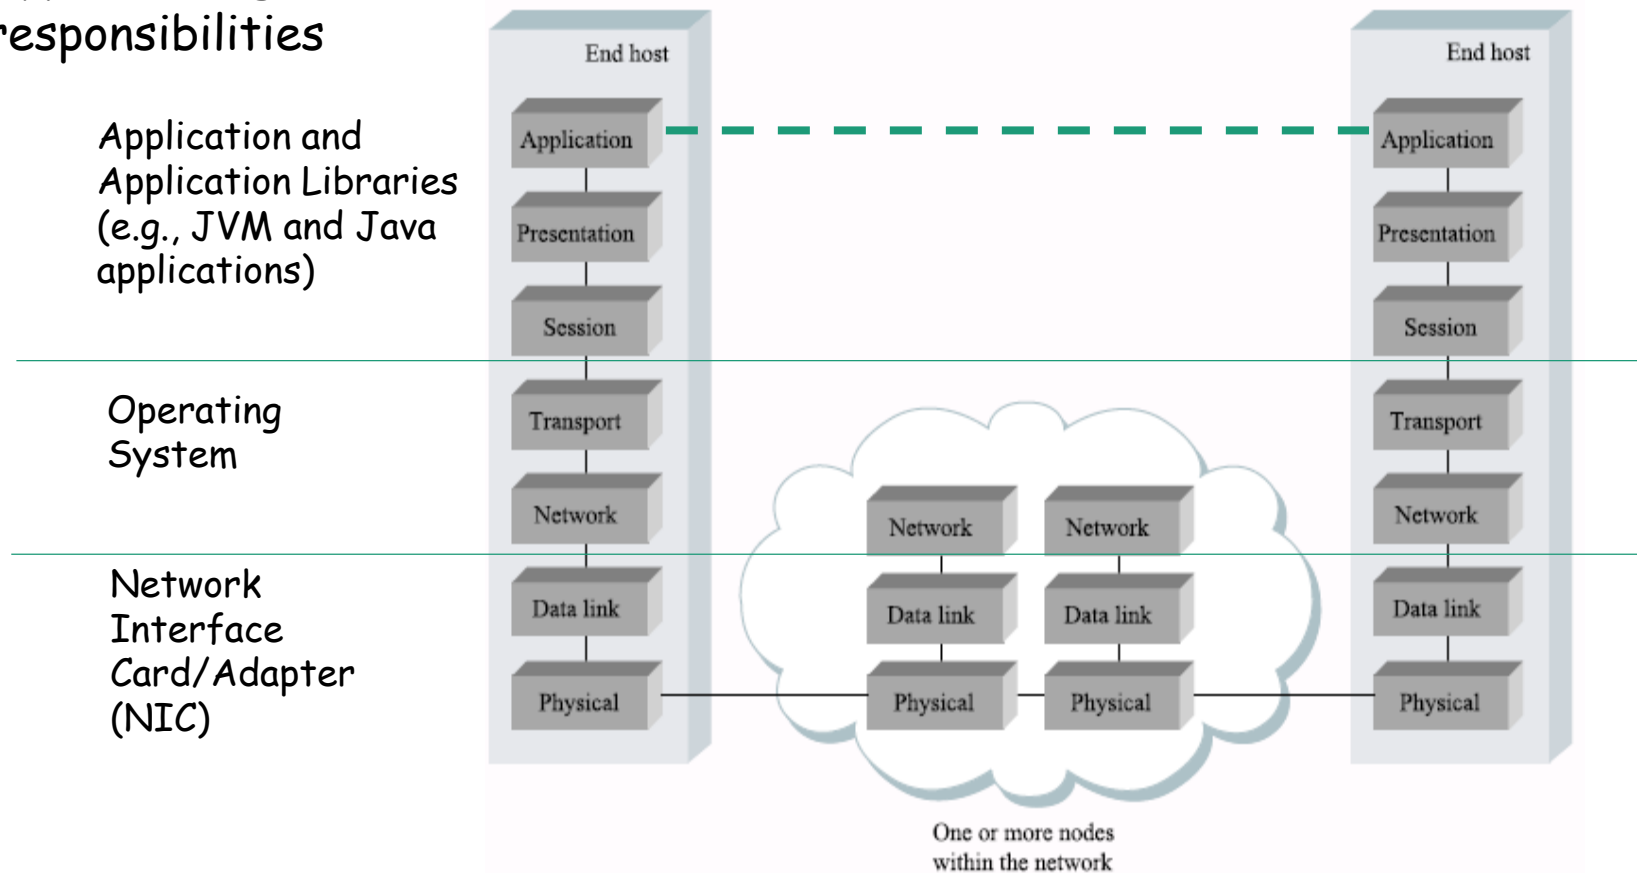 responsibilities
Application and
Application Libraries
(e.g., JVM and Java
applications)
Operating
System
Network
Interface
Card/Adapter
(NIC)
End host
Application
Presentation
Session
Transport
Network
Data link
Physical
Network
Data link
Physical
Network
Data link
Physical
One or more nodes
within the network
End host
Application
Presentation
Session
Transport
Network
Data link
Physical